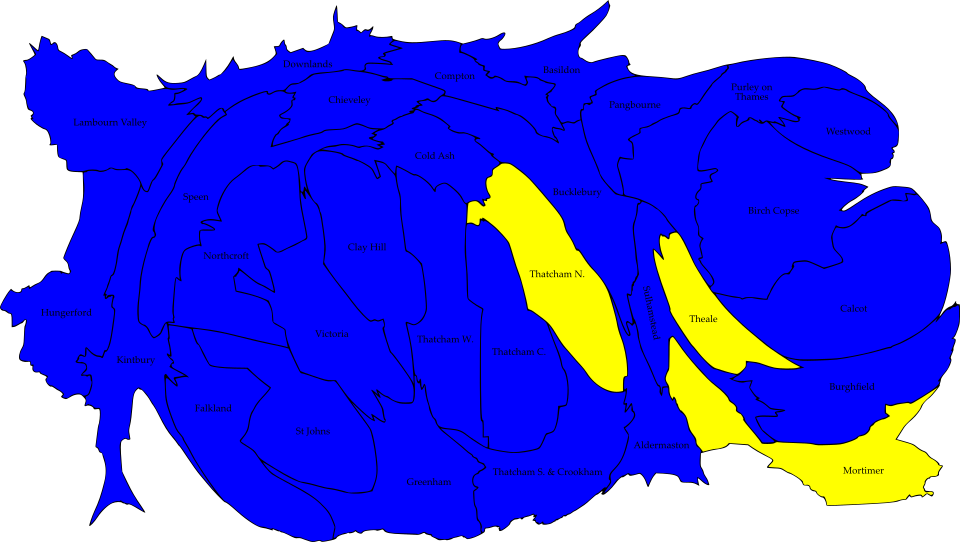 Downlands
Basildon
Compton
Purley on
Thames
Chieveley
Pangbourne
Lambourn Valley
Westwood
Cold Ash
Bucklebury
Speen
Birch Copse
Clay Hill
Northcroft
Thatcham N.
Southcote
Calcot
Hungerford
Theale
Victoria
Thatcham W.
Thatcham C.
Kintbury
Burghfield
Falkland
St Johns
Aldermaston
Mortimer
Thatcham S. & Crookham
Greenham